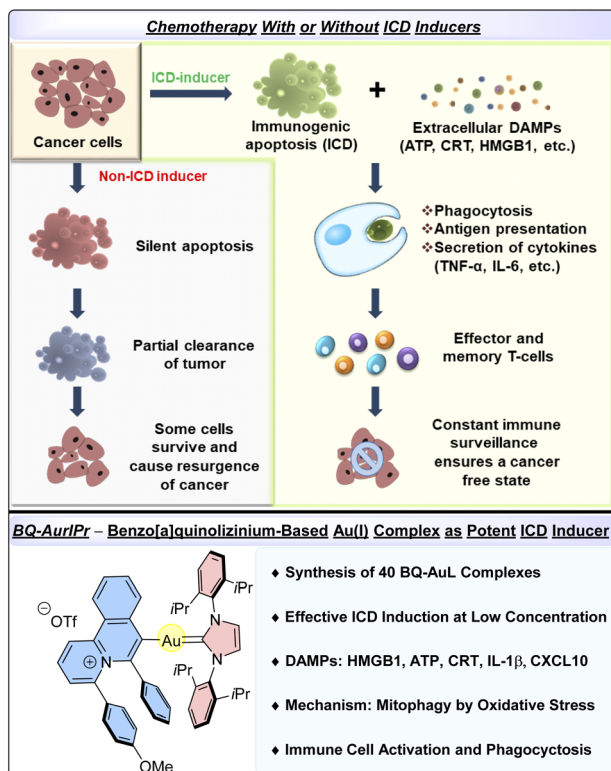 Chemotherapy With or Without ICD Inducers
Cancer cells
ICD-inducer
Immunogenic
apoptosis (ICD)
+
Extracellular DAMPs
(ATP, CRT, HMGB1, etc.)
Non-ICD inducer
Silent apoptosis
❖Phagocytosis
❖Antigen presentation
❖Secretion of cytokines
(TNF-α, IL-6, etc.)
Partial clearance
of tumor
Effector and
memory T-cells
Some cells
survive and
cause resurgence
of cancer
Constant immune
surveillance
ensures a cancer
free state
BQ-AurIPr – Benzo[a]quolizinium-Based Au(I) Complex as Potent ICD Inducer
⊖
OTf
iPr
iPr
N
Au
N
N
⊕
iPr
iPr
OMe
♦ Synthesis of 40 BQ-AuL Complexes
♦ Effective ICD Induction at Low Concentration
♦ DAMPs: HMGB1, ATP, CRT, IL-1β, CXCL10
♦ Mechanism: Mitophagy by Oxidative Stress
♦ Immune Cell Activation and Phagocyctosis